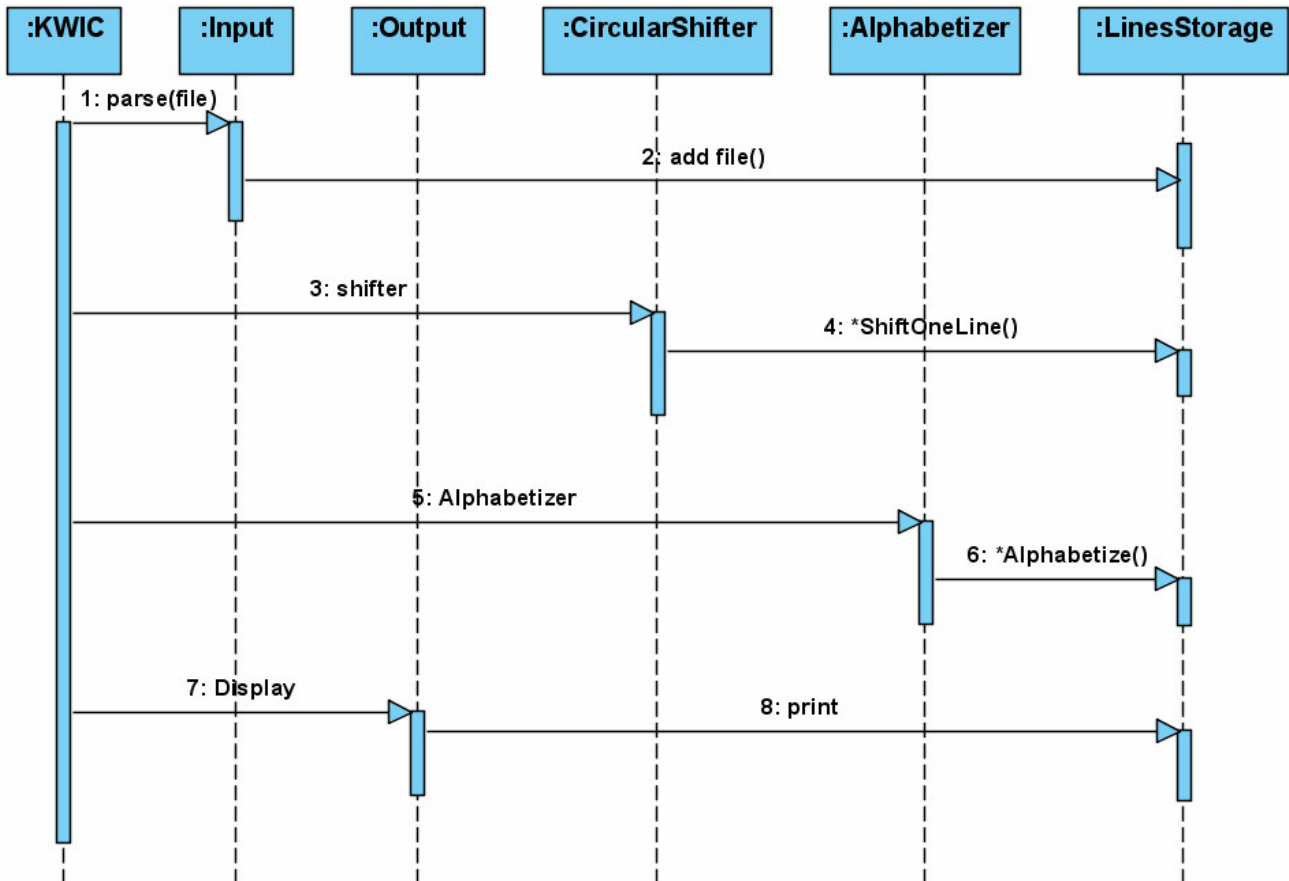 :KWIC :Input :Output :CircularShifter :Alphabetizer :LinesStorage
1: parse(file)
2: add file()
3: shifter
4: *ShiftOneLine()
5: Alphabetizer
6: *Alphabetize()
7: Display
8: print